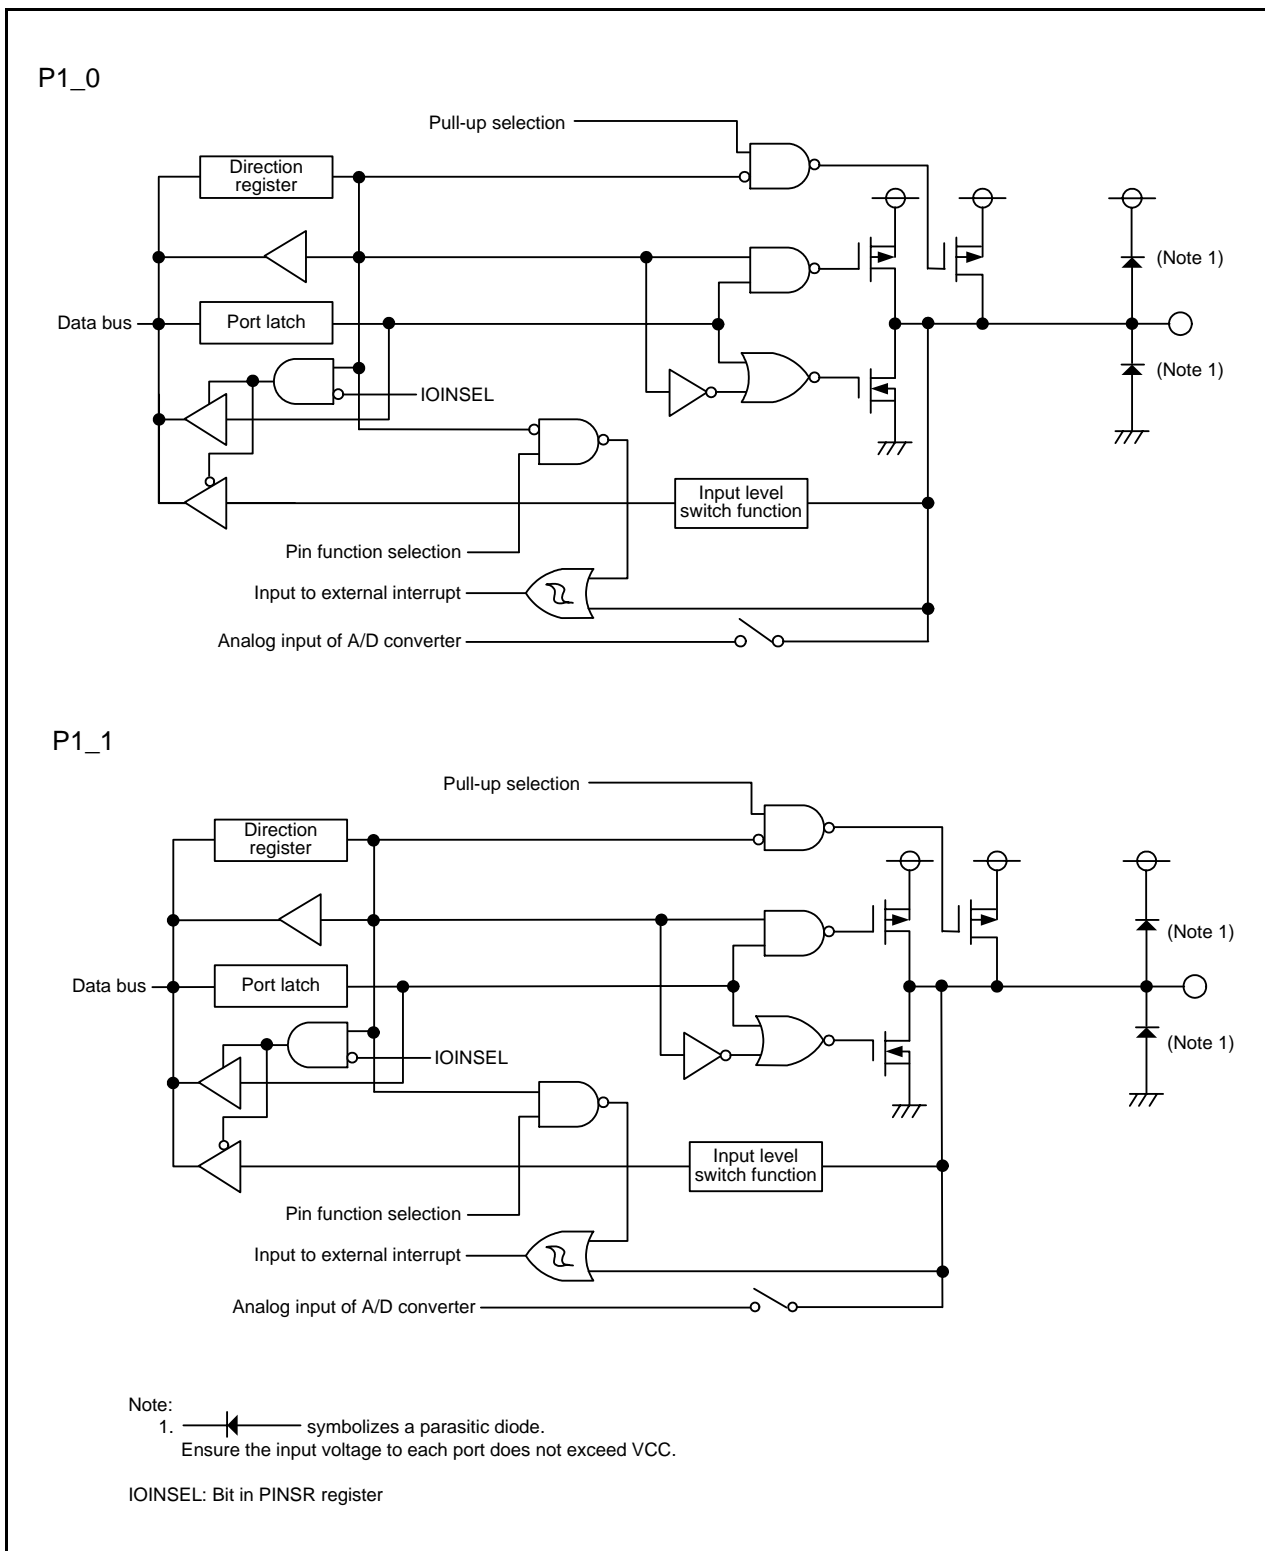 P1_0
Pull-up selection
Direction
register
(Note 1)
Data bus
Port latch
(Note 1)
IOINSEL
Input level
switch function
Pin function selection
Input to external interrupt
Analog input of A/D converter
P1_1
Pull-up selection
Direction
register
(Note 1)
Data bus
Port latch
(Note 1)
IOINSEL
Input level
switch function
Pin function selection
Input to external interrupt
Analog input of A/D converter
Note:
1. symbolizes a parasitic diode.
Ensure the input voltage to each port does not exceed VCC.
IOINSEL: Bit in PINSR register